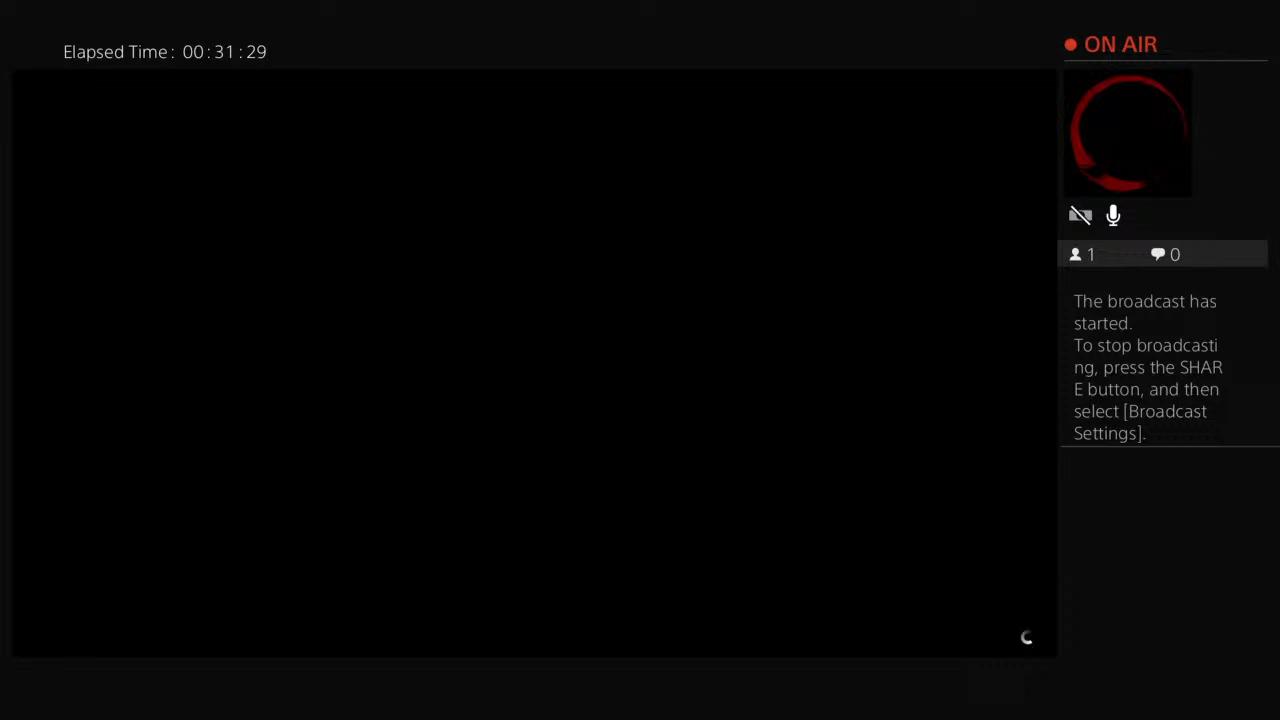 Elapsed Time: 00:31:29
ON AIR
1 0
The broadcast has
started.
To stop broadcasti
ng, press the SHAR
E button, and then
select [Broadcast
Settings].